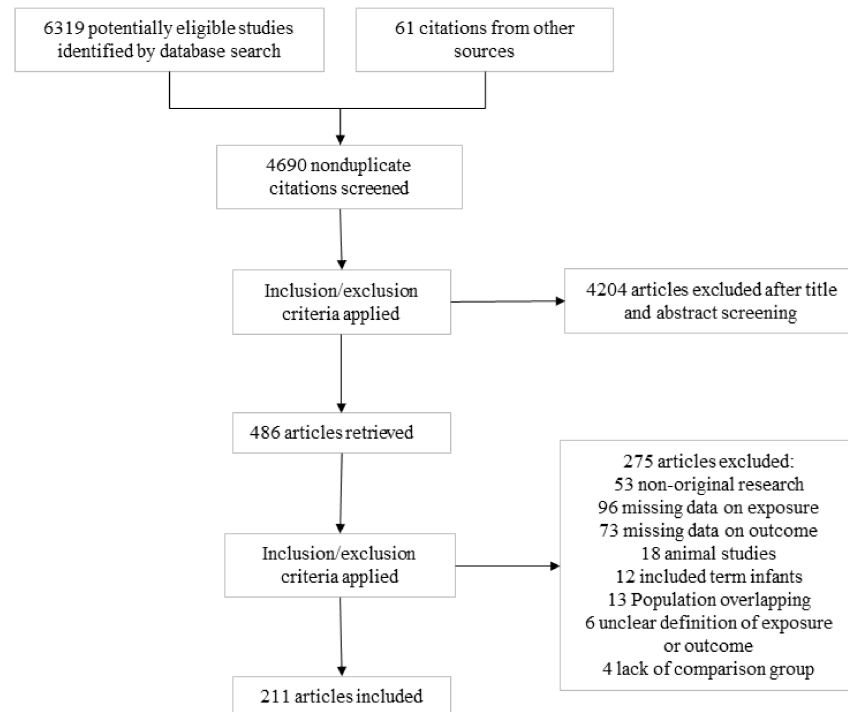 6319 potentially eligible studies
identified by database search
61 citations from other
sources
4690 nonduplicate
citations screened
Inclusion/exclusion
criteria applied
4204 articles excluded after title
and abstract screening
486 articles retrieved
275 articles excluded:
53 non-original research
96 missing data on exposure
73 missing data on outcome
18 animal studies
12 included term infants
13 Population overlapping
6 unclear definition of exposure
or outcome
4 lack of comparison group
Inclusion/exclusion
criteria applied
211 articles included